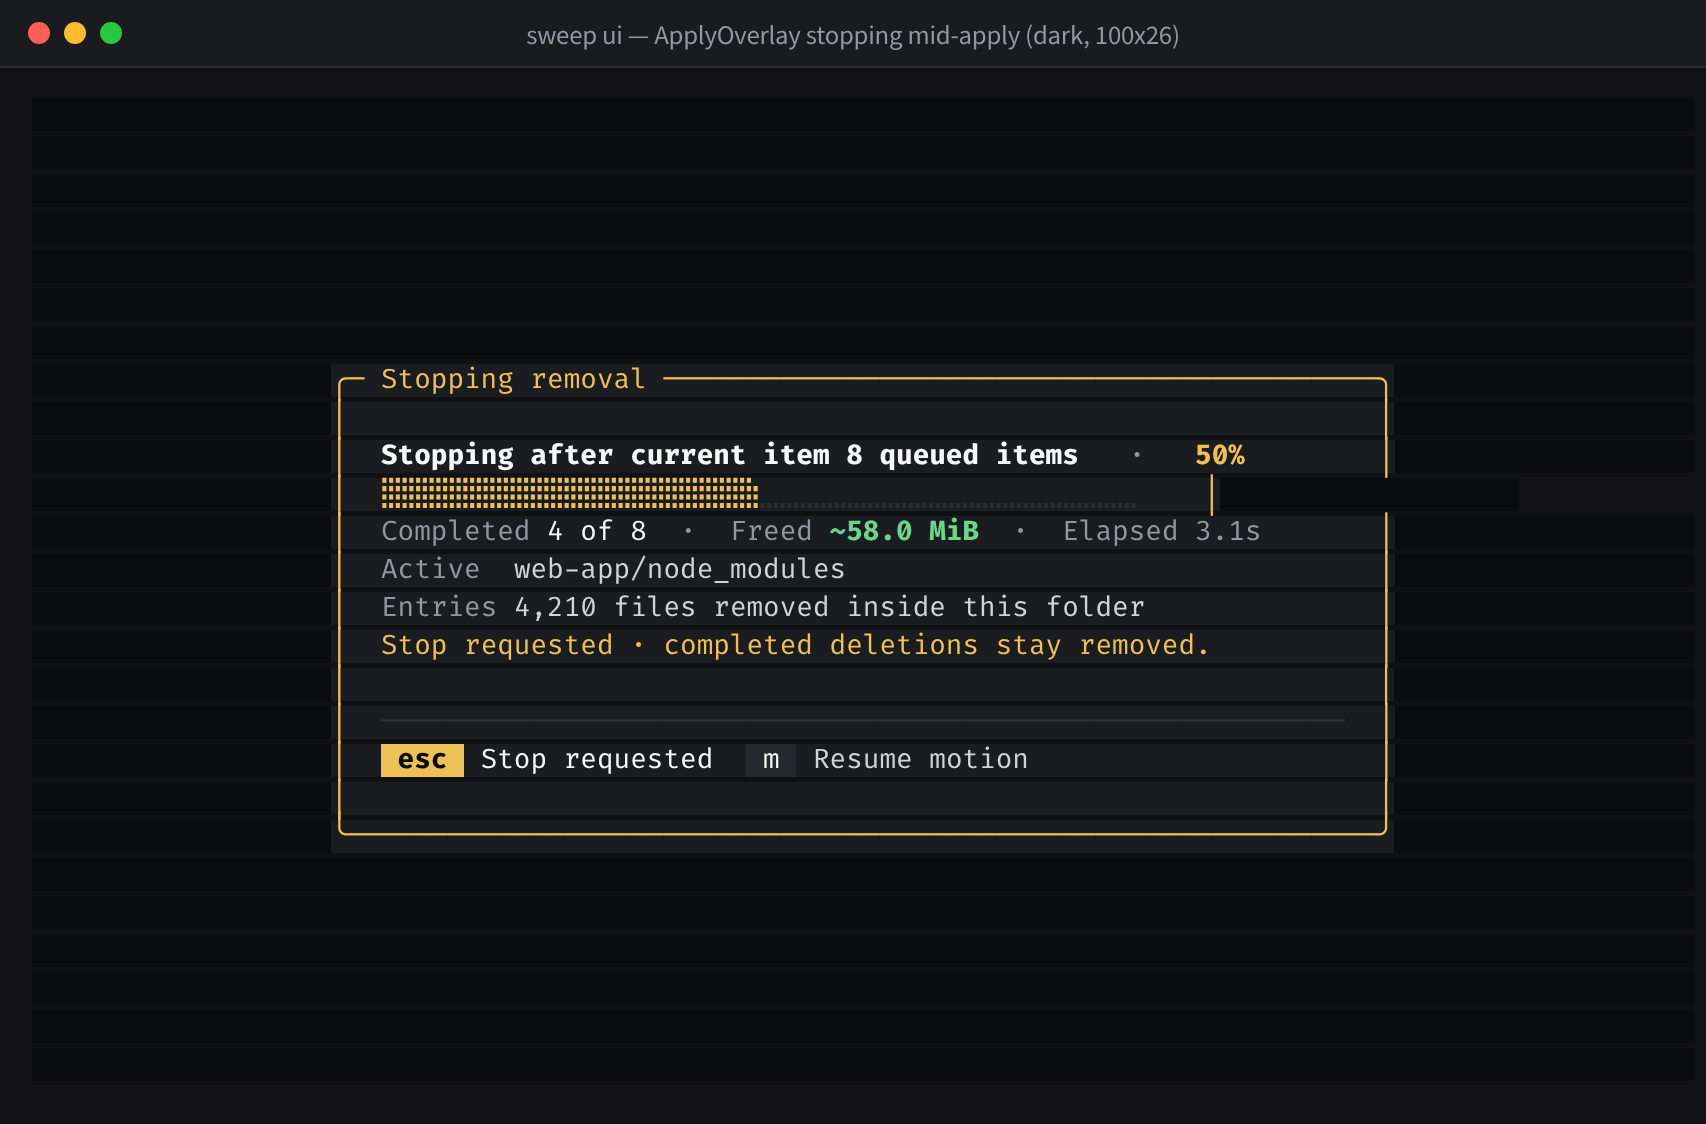 sweep ui — ApplyOverlay stopping mid-apply (dark, 100x26)
Stopping removal
Stopping after current item 8 queued items · 50%
Completed 4 of 8 · Freed ~58.0 MiB · Elapsed 3.1s
Active web-app/node_modules
Entries 4,210 files removed inside this folder
Stop requested · completed deletions stay removed.
esc Stop requested m Resume motion